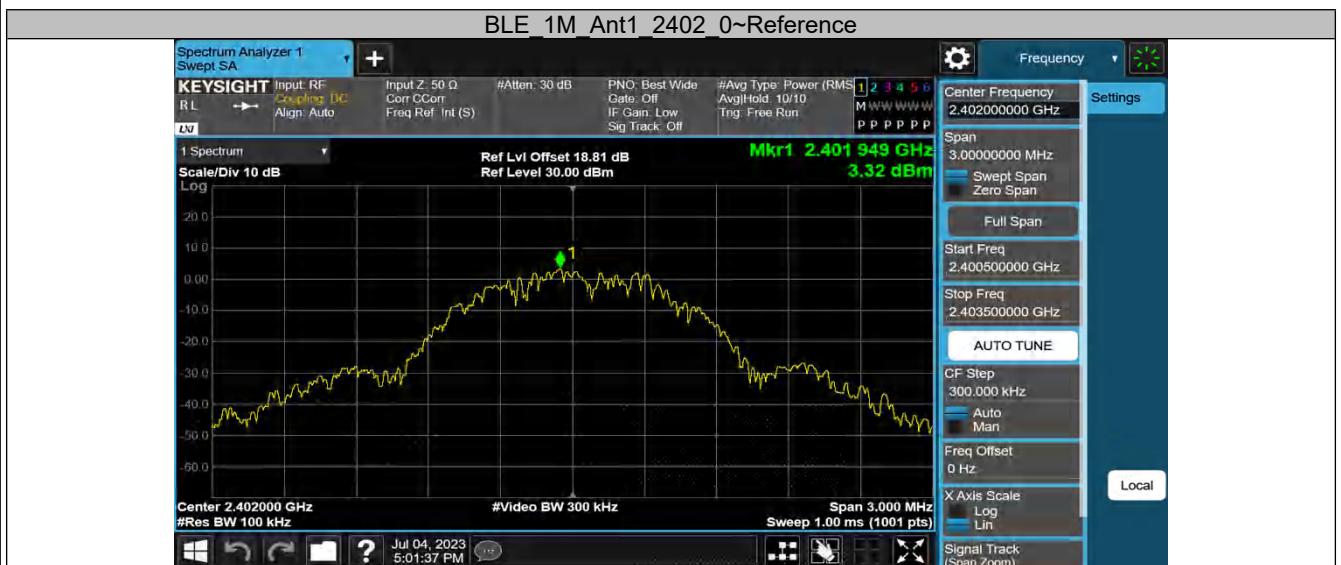 BLE_1M_Ant1_2402_0~Reference
Spectrum Analyzer 1
Swept SA
+
Frequency
KEYSIGHT
RL
LXI
Input: RF
Coupling: DC
Align: Auto
Input Z: 50 Ω
Corr CCorr
Freq Ref: Int (S)
#Atten: 30 dB
PNO: Best Wide
Gate: Off
IF Gain: Low
Sig Track: Off
#Avg Type: Power (RMS
Avg|Hold: 10/10
Trig: Free Run
1 2 3 4 5 6
M W W W W W
P P P P P P
1 Spectrum
Scale/Div 10 dB
Log
Ref Lvl Offset 18.81 dB
Ref Level 30.00 dBm
Mkr1 2.401 949 GHz
3.32 dBm
20.0
10.0
0.00
-10.0
-20.0
-30.0
-40.0
-50.0
-60.0
1
Center 2.402000 GHz
#Res BW 100 kHz
#Video BW 300 kHz
Span 3.000 MHz
Sweep 1.00 ms (1001 pts)
?
Jul 04, 2023
5:01:37 PM
Center Frequency
2.402000000 GHz
Span
3.00000000 MHz
Swept Span
Zero Span
Full Span
Start Freq
2.400500000 GHz
Stop Freq
2.403500000 GHz
AUTO TUNE
CF Step
300.000 kHz
Auto
Man
Freq Offset
0 Hz
X Axis Scale
Log
Lin
Signal Track
(Span Zoom)
Settings
Local